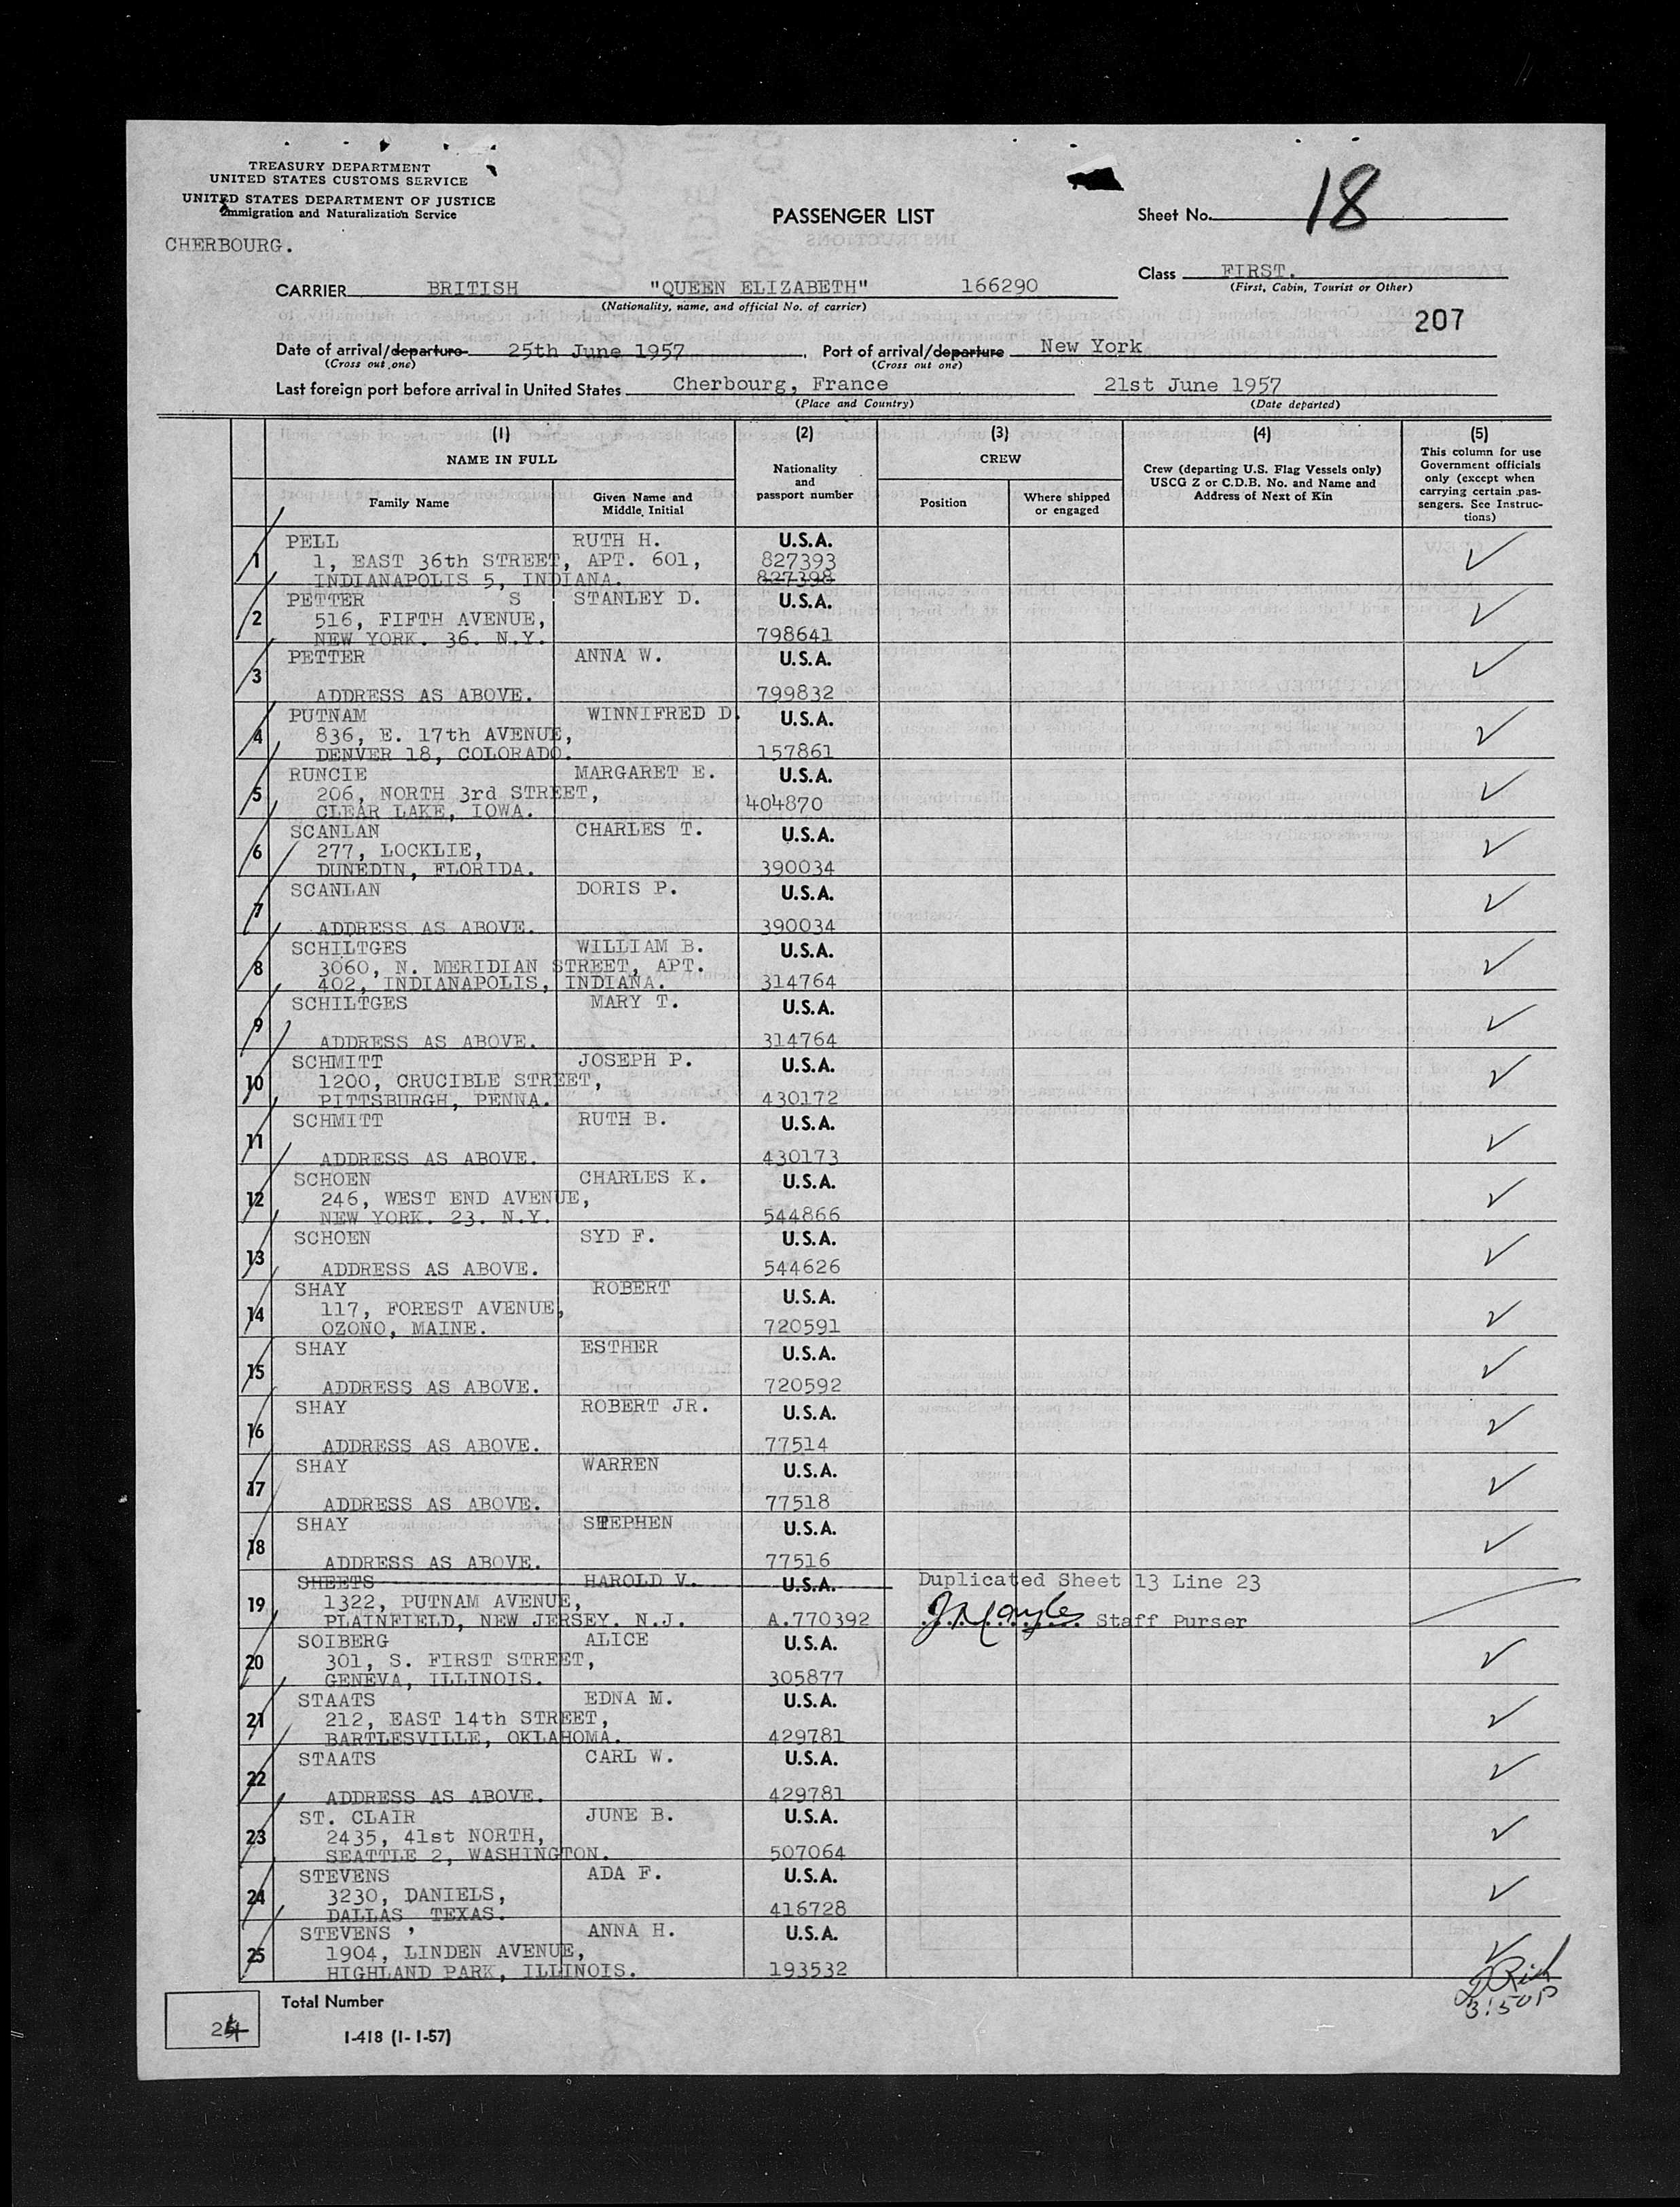 TREASURY DEPARTMENT
UNITED STATES CUSTOMS SERVICE
UNITED STATES DEPARTMENT OF JUSTICE
Immigration and Naturalization Service
PASSENGER LIST
Sheet No. 18
CHERBOURG.
Class FIRST.
(First, Cabin, Tourist or Other)
CARRIER BRITISH "QUEEN ELIZABETH" 166290
(Nationality, name, and official No. of carrier)
207
Date of arrival/departure 25th June 1957. Port of arrival/departure New York
(Cross out one) (Cross out one)
Last foreign port before arrival in United States Cherbourg, France 21st June 1957
(Place and Country) (Date departed)
(1) (2) (3) (4) (5)
NAME IN FULL
Family Name
Given Name and Middle Initial
Nationality and passport number
CREW
Position
Where shipped or engaged
Crew (departing U.S. Flag Vessels only)
USCG Z or C.D.B. No. and Name and
Address of Next of Kin
This column for use
Government officials
only (except when
carrying certain pas-
sengers. See Instruc-
tions)
1 PELL RUTH H. U.S.A.
1, EAST 36th STREET, APT. 601, 827393
INDIANAPOLIS 5, INDIANA. 827398
2 PETTER S STANLEY D. U.S.A.
516, FIFTH AVENUE,
NEW YORK. 36. N.Y. 798641
3 PETTER ANNA W. U.S.A.
ADDRESS AS ABOVE. 799832
4 PUTNAM WINNIFRED D. U.S.A.
836, E. 17th AVENUE,
DENVER 18, COLORADO. 157861
5 RUNCIE MARGARET E. U.S.A.
206, NORTH 3rd STREET, 404870
CLEAR LAKE, IOWA.
6 SCANLAN CHARLES T. U.S.A.
277, LOCKLIE,
DUNEDIN, FLORIDA. 390034
7 SCANLAN DORIS P. U.S.A.
ADDRESS AS ABOVE. 390034
8 SCHILTGES WILLIAM B. U.S.A.
3060, N. MERIDIAN STREET, APT.
402, INDIANAPOLIS, INDIANA. 314764
9 SCHILTGES MARY T. U.S.A.
ADDRESS AS ABOVE. 314764
10 SCHMITT JOSEPH P. U.S.A.
1200, CRUCIBLE STREET,
PITTSBURGH, PENNA. 430172
11 SCHMITT RUTH B. U.S.A.
ADDRESS AS ABOVE. 430173
12 SCHOEN CHARLES K. U.S.A.
246, WEST END AVENUE,
NEW YORK. 23. N.Y. 544866
13 SCHOEN SYD F. U.S.A.
ADDRESS AS ABOVE. 544626
14 SHAY ROBERT U.S.A.
117, FOREST AVENUE,
OZONO, MAINE. 720591
15 SHAY ESTHER U.S.A.
ADDRESS AS ABOVE. 720592
16 SHAY ROBERT JR. U.S.A.
ADDRESS AS ABOVE. 77514
17 SHAY WARREN U.S.A.
ADDRESS AS ABOVE. 77518
18 SHAY STEPHEN U.S.A.
ADDRESS AS ABOVE. 77516
19 SHEETS HAROLD V. U.S.A. Duplicated Sheet 13 Line 23
1322, PUTNAM AVENUE,
PLAINFIELD, NEW JERSEY. N.J. A.770392 Staff Purser
20 SOIBERG ALICE U.S.A.
301, S. FIRST STREET,
GENEVA, ILLINOIS. 305877
21 STAATS EDNA M. U.S.A.
212, EAST 14th STREET,
BARTLESVILLE, OKLAHOMA. 429781
22 STAATS CARL W. U.S.A.
ADDRESS AS ABOVE. 429781
23 ST. CLAIR JUNE B. U.S.A.
2435, 41st NORTH,
SEATTLE 2, WASHINGTON. 507064
24 STEVENS ADA F. U.S.A.
3230, DANIELS,
DALLAS TEXAS. 416728
25 STEVENS ' ANNA H. U.S.A.
1904, LINDEN AVENUE,
HIGHLAND PARK, ILLINOIS. 193532
3:50 P
Total Number
24
I-418 (1-1-57)